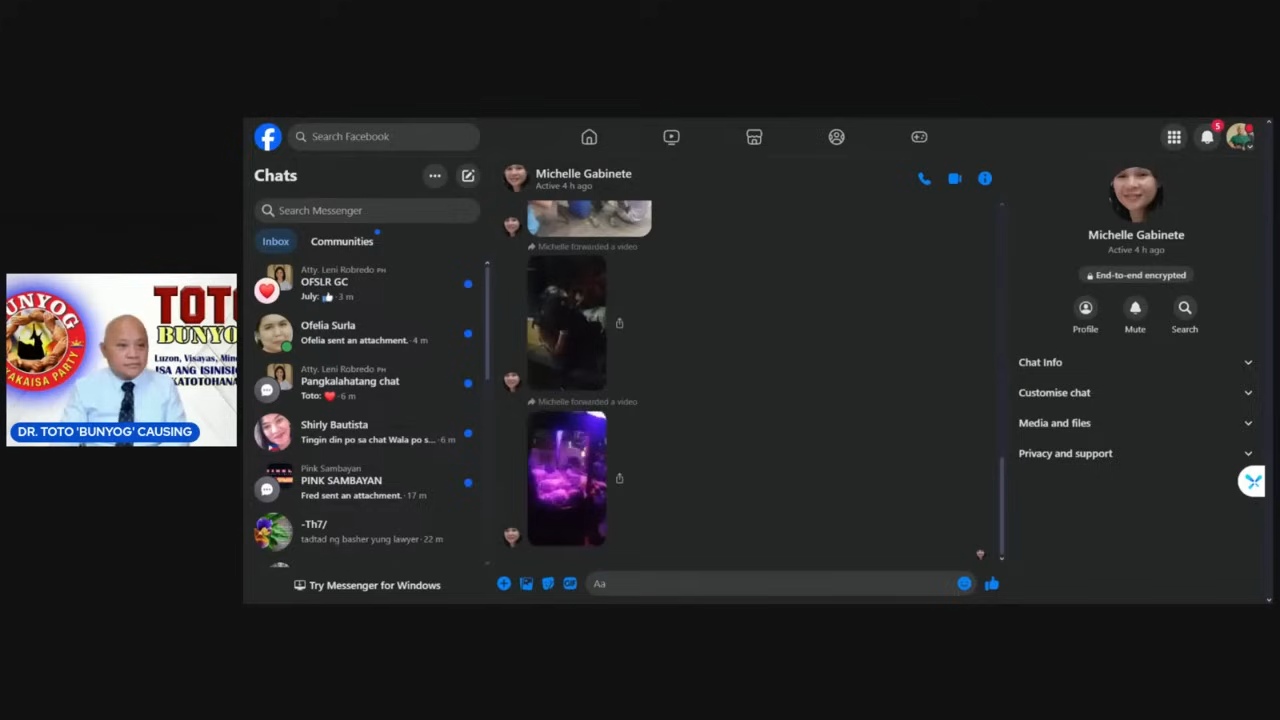 BUNYOG
KAKAISA PARTY
TOTO
BUNYO
Luzon, Visayas, Min
ISA ANG ISINISI
KATOTOHANA
DR. TOTO 'BUNYOG' CAUSING
Search Facebook
5
Chats
Search Messenger
Inbox
Communities
Atty. Leni Robredo PH
OFSLR GC
July: 👍 · 3 m
Ofelia Surla
Ofelia sent an attachment. · 4 m
Atty. Leni Robredo PH
Pangkalahatang chat
Toto: ❤️ · 6 m
Shirly Bautista
Tingin din po sa chat Wala po s... · 6 m
Pink Sambayan
PINK SAMBAYAN
Fred sent an attachment. · 17 m
-Th7/
tadtad ng basher yung lawyer · 22 m
Try Messenger for Windows
Michelle Gabinete
Active 4 h ago
Michelle forwarded a video
Michelle forwarded a video
GIF
Aa
Michelle Gabinete
Active 4 h ago
End-to-end encrypted
Profile
Mute
Search
Chat Info
Customise chat
Media and files
Privacy and support